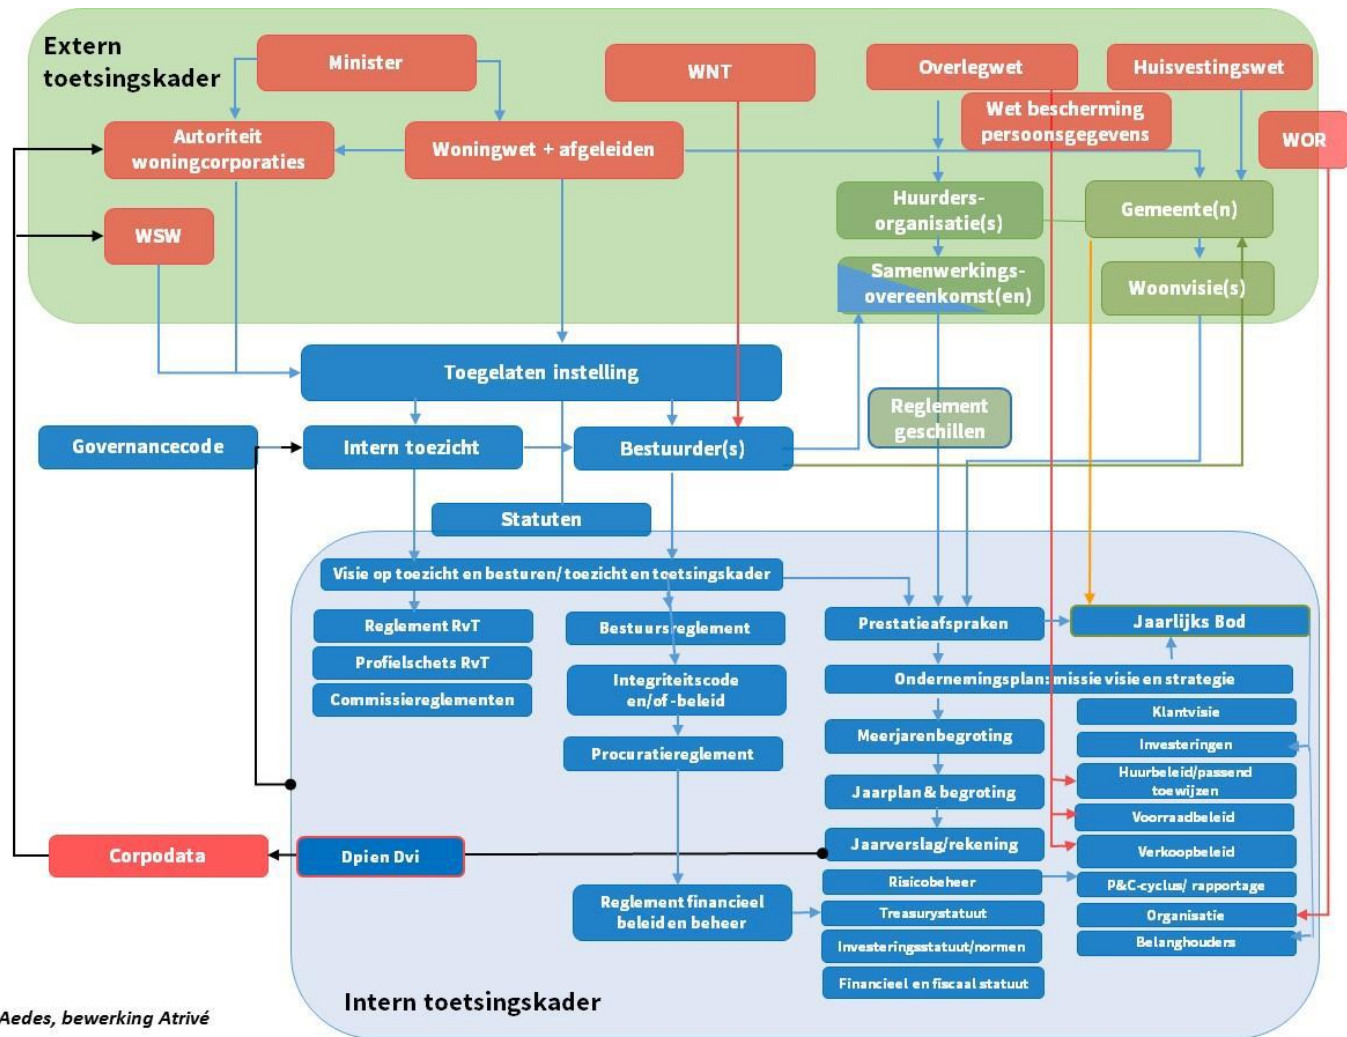 Extern
toetsingskader
Minister
WNT
Overlegwet
Huisvestingswet
Wet bescherming
persoonsgegevens
WOR
Autoriteit
woningcorporaties
Woningwet + afgeleiden
WSW
Huurders-
organisatie(s)
Gemeente(n)
Samenwerkings-
overeenkomst(en)
Woonvisie(s)
Toegelaten instelling
Reglement
geschillen
Governancecode
Intern toezicht
Bestuurder(s)
Statuten
Visie op toezicht en besturen/ toezicht en toetsingskader
Reglement RvT
Profielschets RvT
Commissiereglementen
Bestuursreglement
Integriteitscode
en/of -beleid
Procuratiereglement
Prestatieafspraken
Jaarlijks Bod
Ondernemingsplan: missie visie en strategie
Klantvisie
Meerjarenbegroting
Investeringen
Huurbeleid/passend
toewijzen
Jaarplan & begroting
Voorraadbeleid
Jaarverslag/rekening
Verkoopbeleid
Corpodata
Dpi en Dvi
Risicobeheer
P&C-cyclus/ rapportage
Reglement financieel
beleid en beheer
Treasurystatuut
Organisatie
Investeringsstatuut/normen
Belanghouders
Financieel en fiscaal statuut
Intern toetsingskader
Aedes, bewerking Atrivé